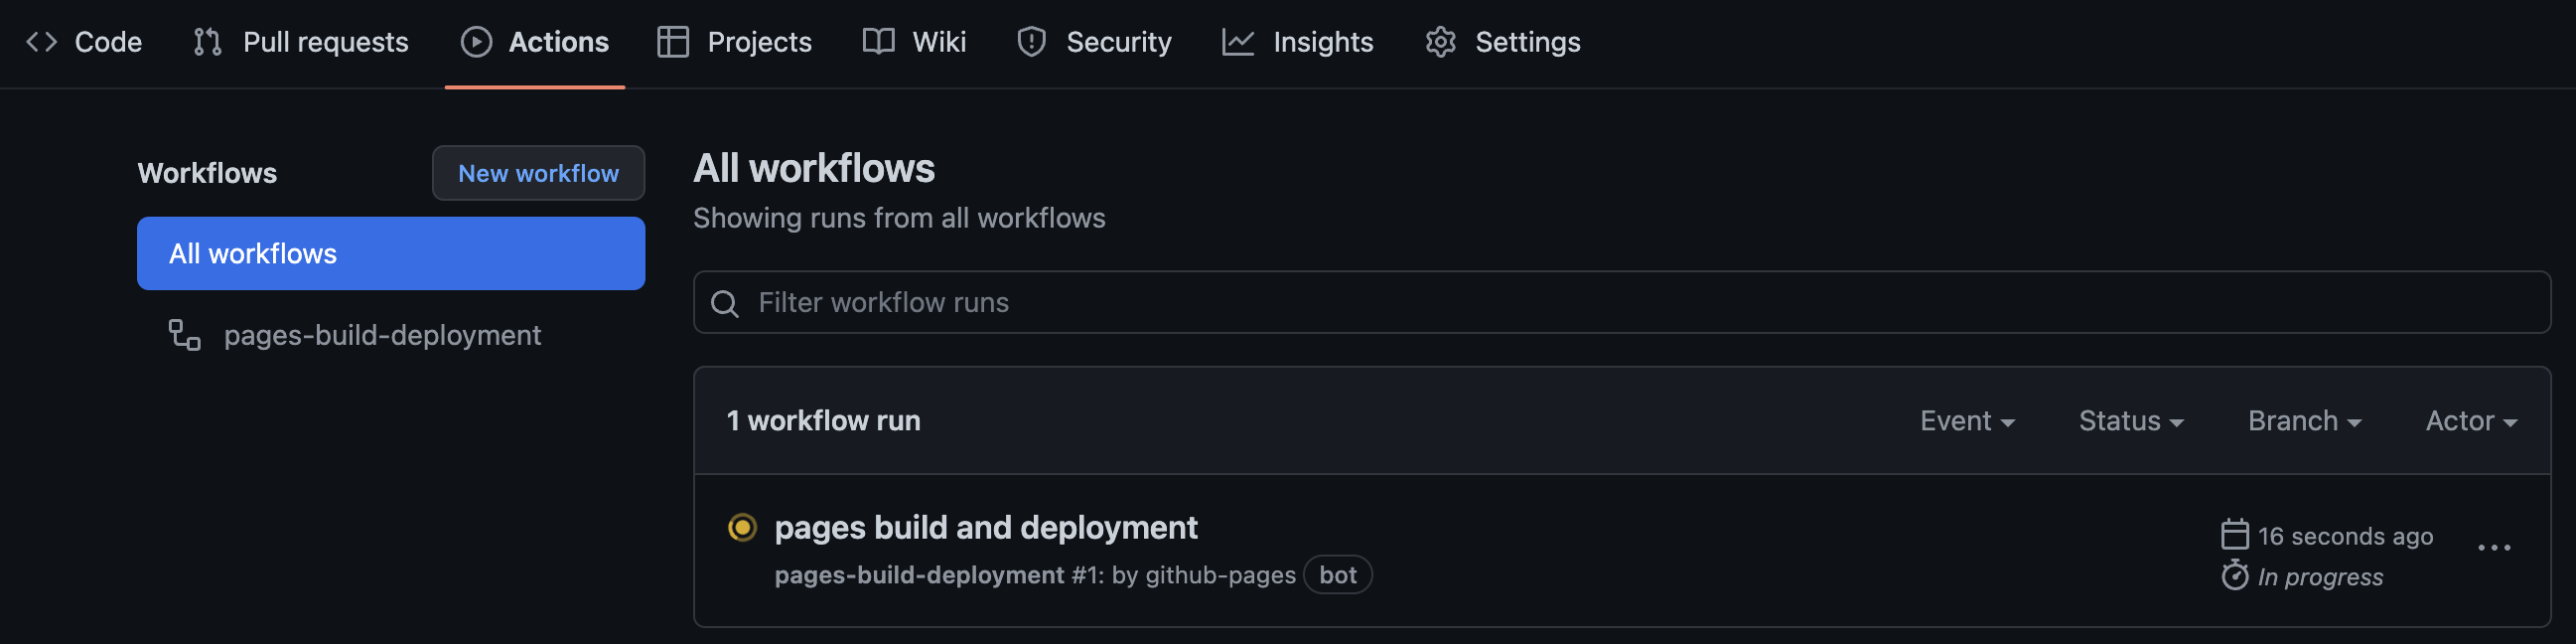 Code Pull requests Actions Projects Wiki Security Insights Settings
Workflows New workflow
All workflows
pages-build-deployment
All workflows
Showing runs from all workflows
Filter workflow runs
1 workflow run Event Status Branch Actor
pages build and deployment
pages-build-deployment #1: by github-pages bot
16 seconds ago
In progress